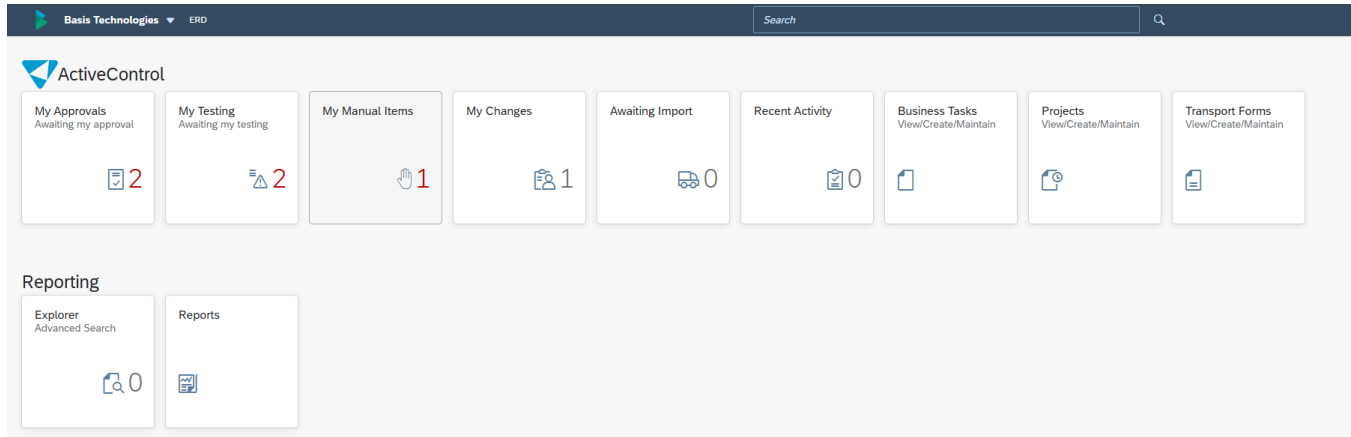 Basis Technologies ERD Search
ActiveControl
My Approvals
Awaiting my approval
2
My Testing
Awaiting my testing
2
My Manual Items
1
My Changes
1
Awaiting Import
0
Recent Activity
0
Business Tasks
View/Create/Maintain
Projects
View/Create/Maintain
Transport Forms
View/Create/Maintain
Reporting
Explorer
Advanced Search
0
Reports